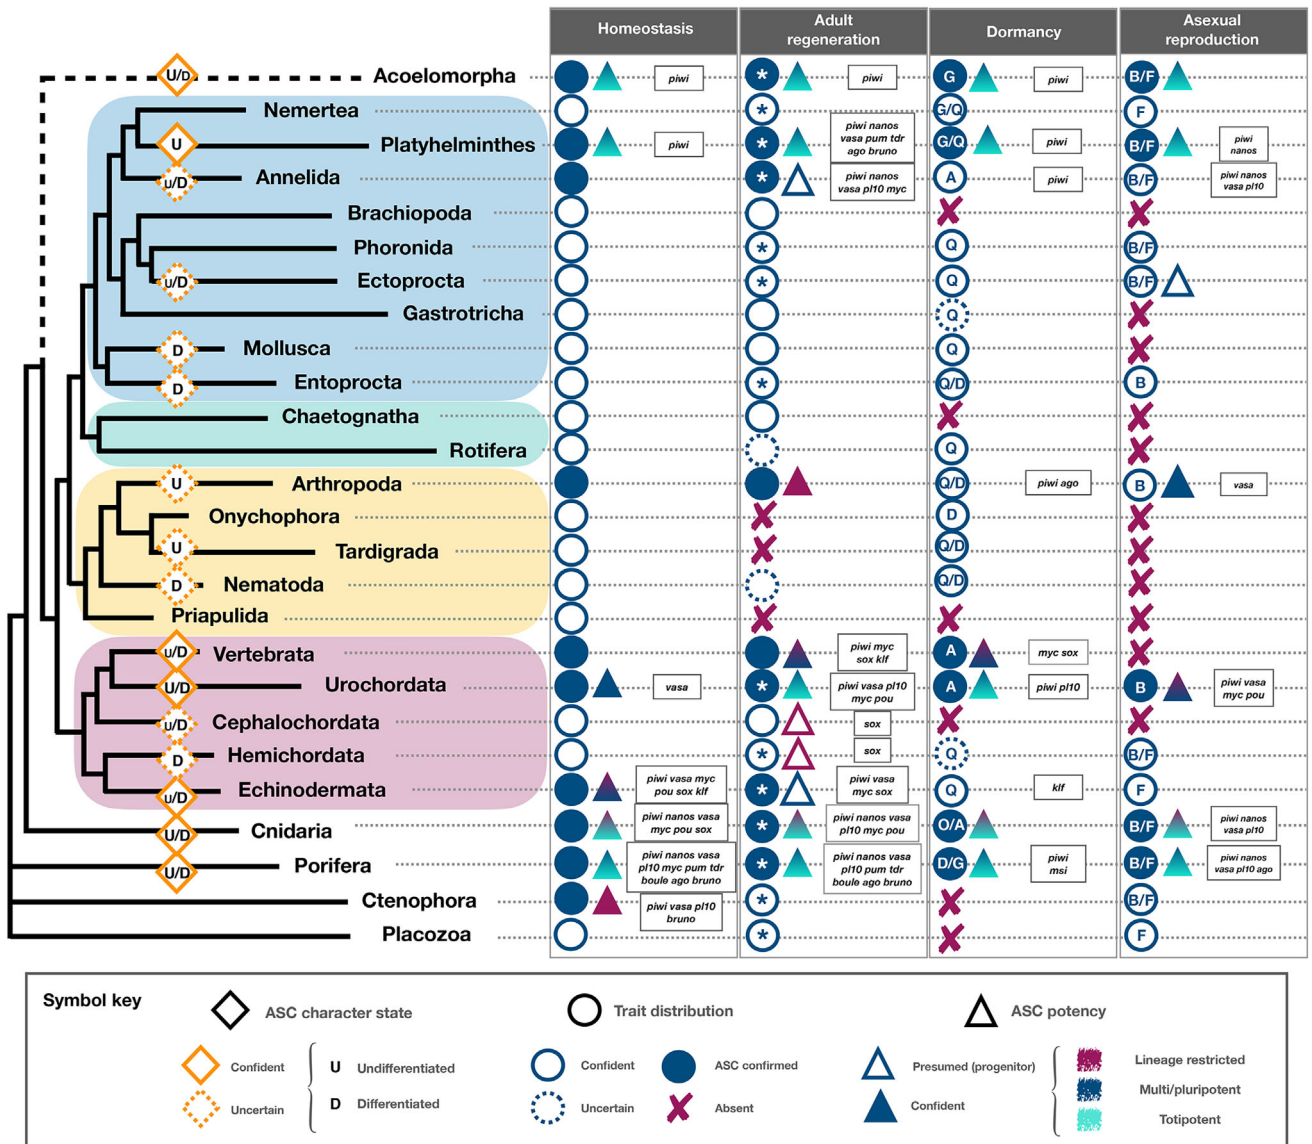 Homeostasis
Adult
regeneration
Dormancy
Asexual
reproduction
U/D Acoelomorpha piwi * piwi G piwi B/F
Nemertea * G/Q F
U Platyhelminthes piwi * piwi nanos
vasa pum tdr
ago bruno
G/Q piwi B/F piwi
nanos
U/D Annelida * piwi nanos
vasa pl10 myc
A piwi B/F piwi nanos
vasa pl10
Brachiopoda
Phoronida * Q B/F
U/D Ectoprocta * Q B/F
Gastrotricha Q
D Mollusca Q
D Entoprocta * Q/D B
Chaetognatha
Rotifera Q
U Arthropoda Q/D piwi ago B vasa
Onychophora D
U Tardigrada Q/D
D Nematoda Q/D
Priapulida
U/D Vertebrata piwi myc
sox klf
A myc sox
U/D Urochordata vasa * piwi vasa pl10
myc pou
A piwi pl10 B piwi vasa
myc pou
U/D Cephalochordata sox
D Hemichordata * sox Q B/F
U/D Echinodermata piwi vasa myc
pou sox klf
* piwi vasa
myc sox
Q klf F
U/D Cnidaria piwi nanos vasa
myc pou sox
* piwi nanos vasa
pl10 myc pou
O/A B/F piwi nanos
vasa pl10
U/D Porifera piwi nanos vasa
pl10 myc pum tdr
boule ago bruno
* piwi nanos vasa
pl10 pum tdr
boule ago bruno
D/G piwi
msi
B/F piwi nanos
vasa pl10 ago
Ctenophora piwi vasa pl10
bruno
* B/F
Placozoa * F
Symbol key
ASC character state
Trait distribution
ASC potency
Confident
U Undifferentiated
Confident
ASC confirmed
Presumed (progenitor)
Lineage restricted
Uncertain
D Differentiated
Uncertain
Absent
Confident
Multi/pluripotent
Totipotent